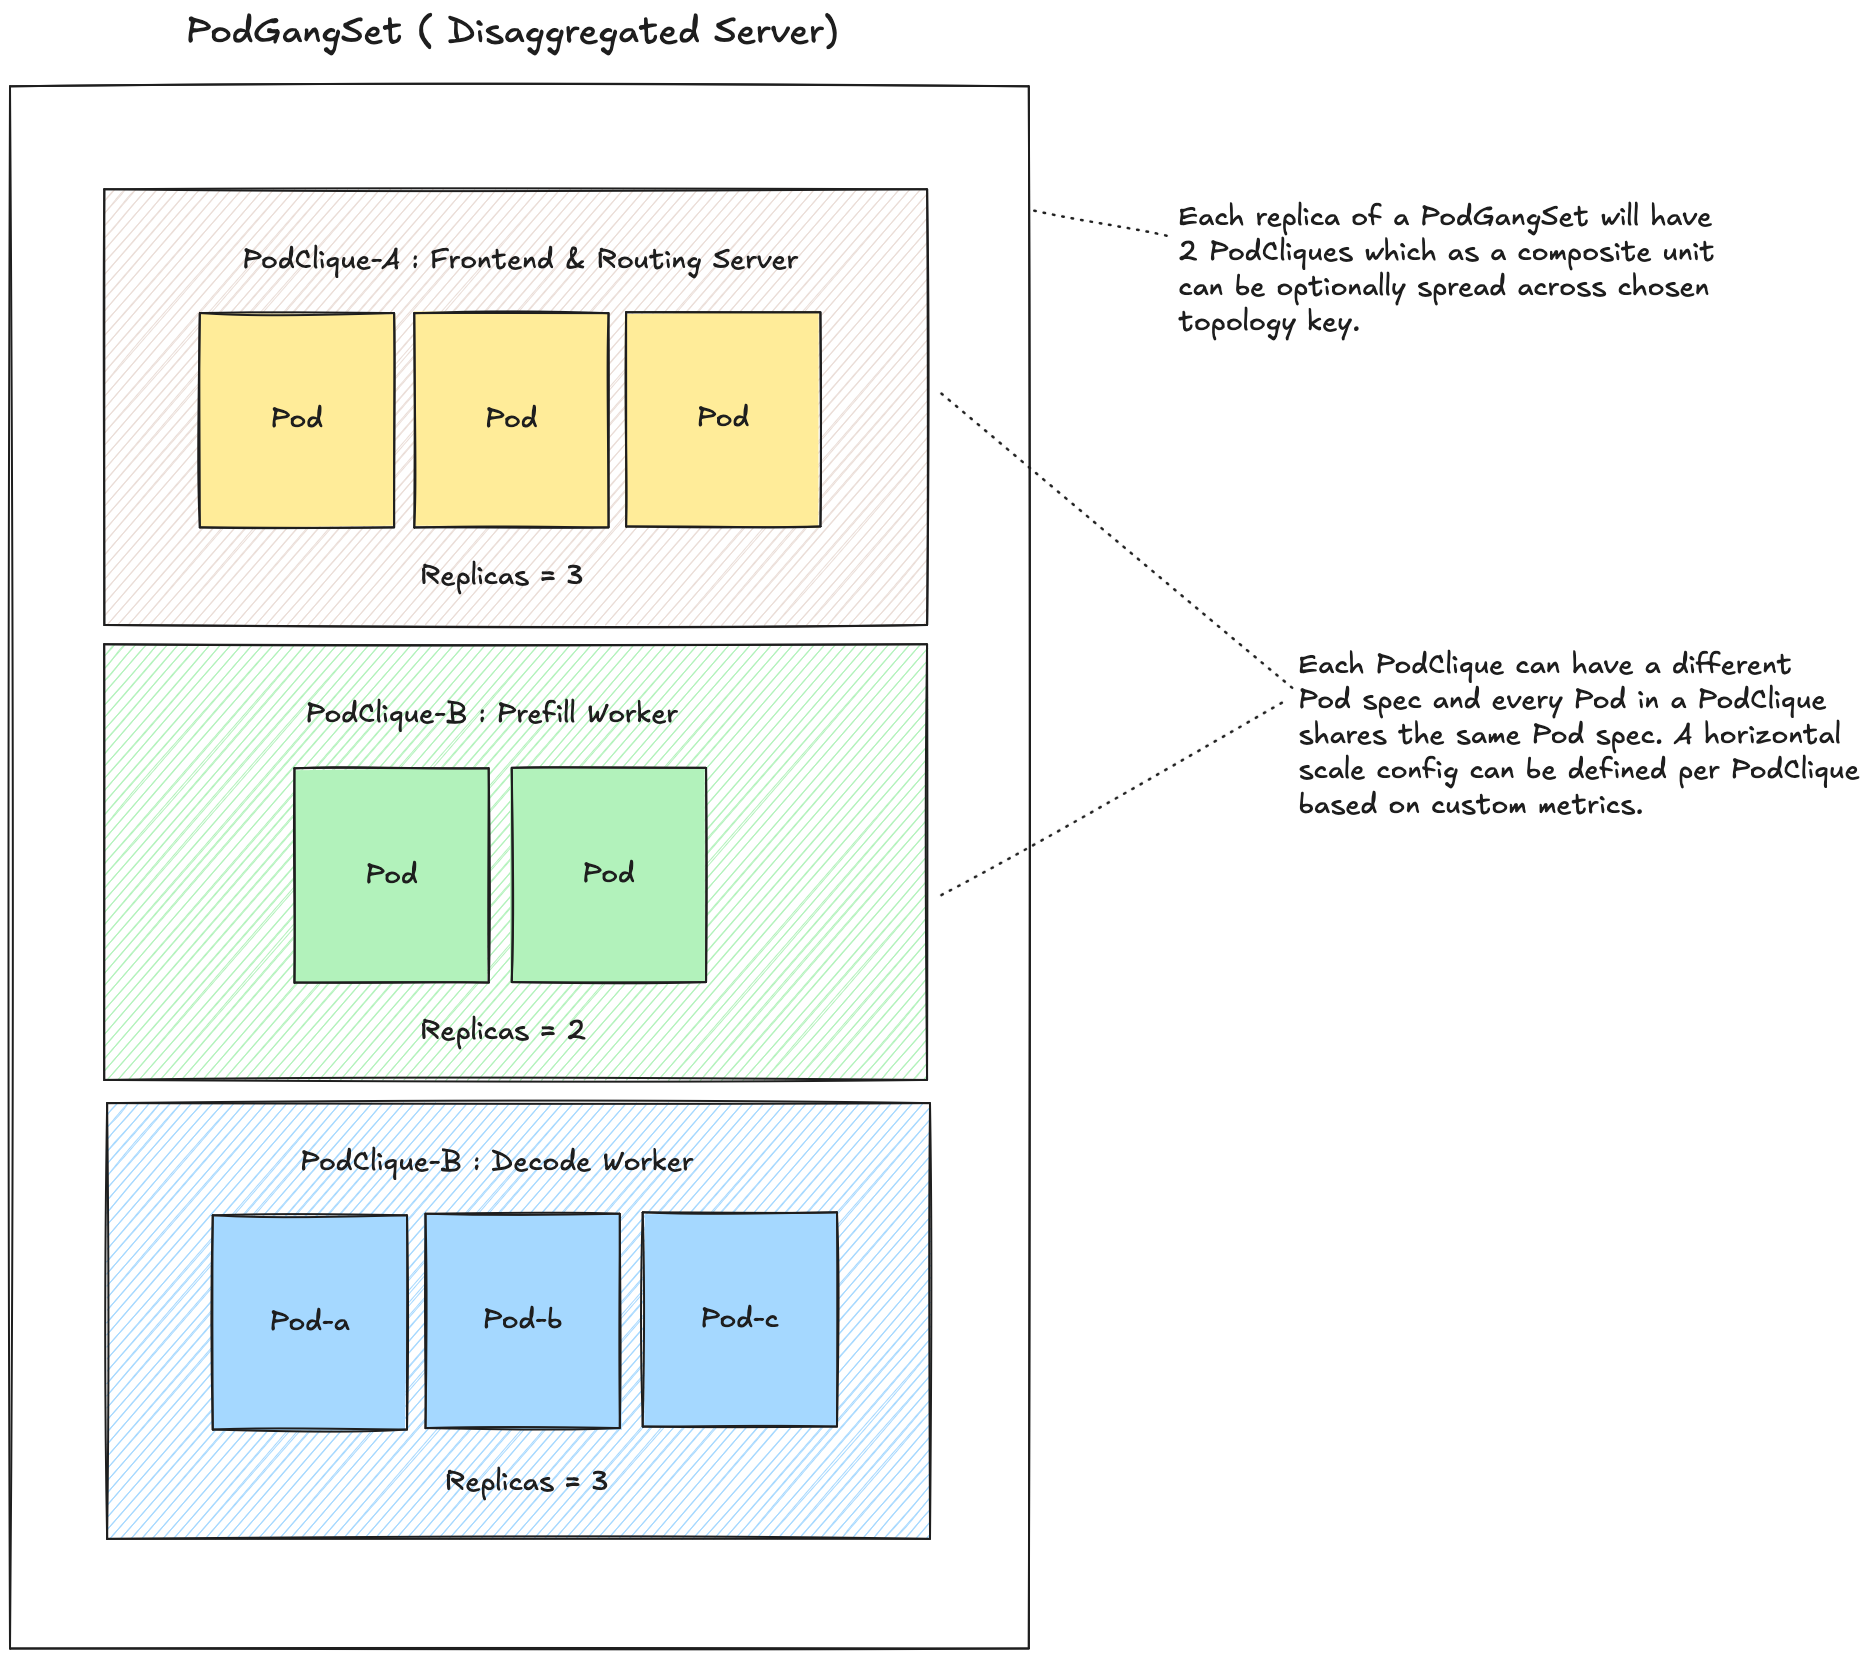 PodGangSet ( Disaggregated Server)
PodClique-A : Frontend & Routing Server
Pod
Pod
Pod
Replicas = 3
PodClique-B : Prefill Worker
Pod
Pod
Replicas = 2
PodClique-B : Decode Worker
Pod-a
Pod-b
Pod-c
Replicas = 3
Each replica of a PodGangSet will have
2 PodCliques which as a composite unit
can be optionally spread across chosen
topology key.
Each PodClique can have a different
Pod spec and every Pod in a PodClique
shares the same Pod spec. A horizontal
scale config can be defined per PodClique
based on custom metrics.